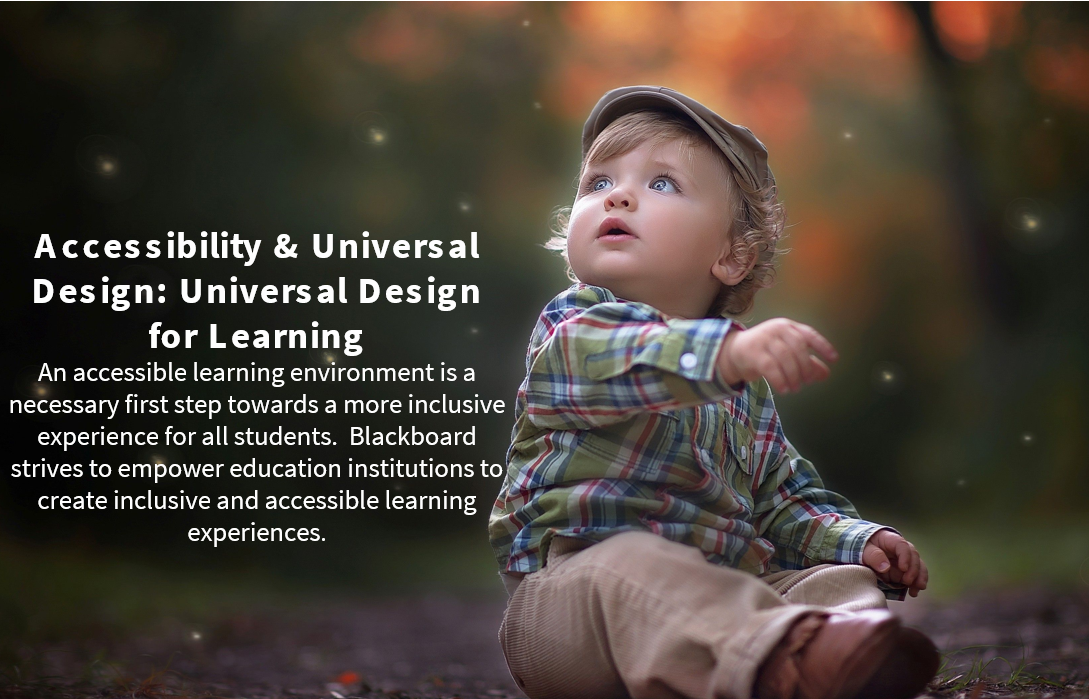 Accessibility & Universal
Design: Universal Design
for Learning
An accessible learning environment is a
necessary first step towards a more inclusive
experience for all students.  Blackboard
strives to empower education institutions to
create inclusive and accessible learning
experiences.